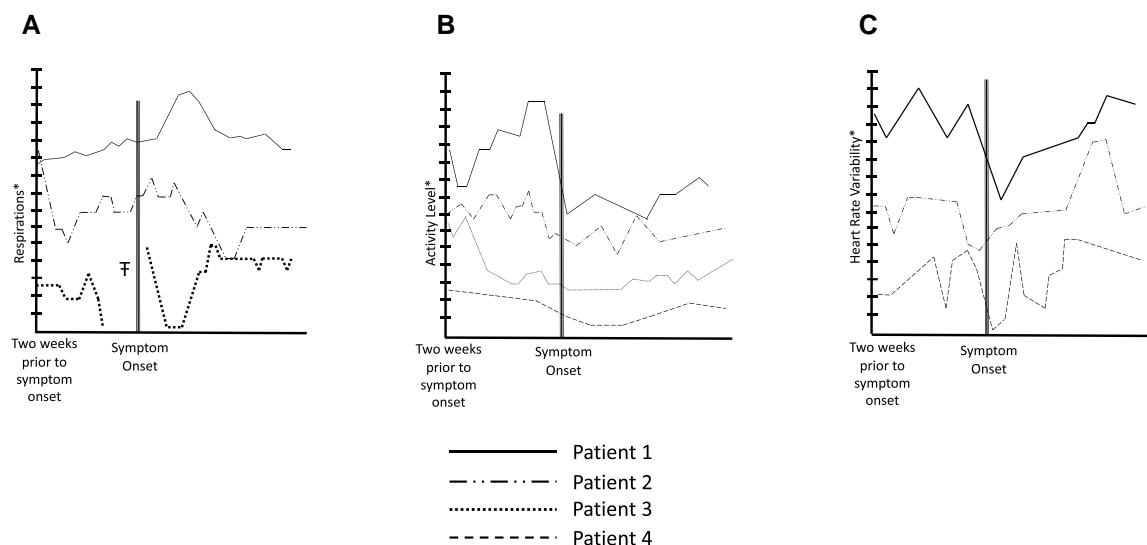 A
B
C
Respirations*
Activity Level*
Heart Rate Variability*
Ŧ
Two weeks
prior to
symptom
onset
Symptom
Onset
Two weeks
prior to
symptom
onset
Symptom
Onset
Two weeks
prior to
symptom
onset
Symptom
Onset
Patient 1
Patient 2
Patient 3
Patient 4